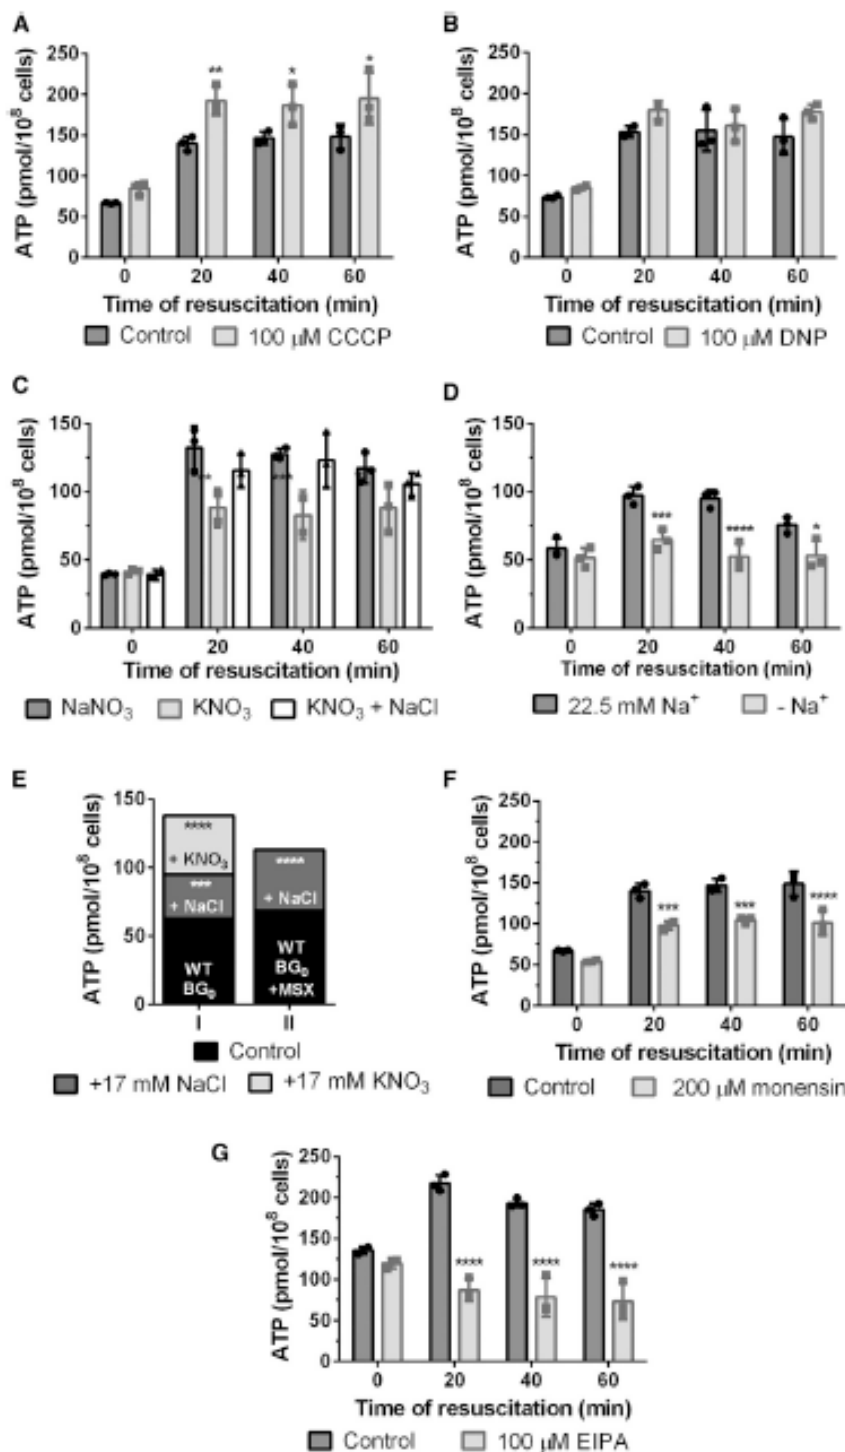 A
ATP (pmol/10⁸ cells)
250
200
150
100
50
0
** * *
0 20 40 60
Time of resuscitation (min)
Control 100 μM CCCP
B
ATP (pmol/10⁸ cells)
250
200
150
100
50
0
0 20 40 60
Time of resuscitation (min)
Control 100 μM DNP
C
ATP (pmol/10⁸ cells)
150
100
50
0
** ***
0 20 40 60
Time of resuscitation (min)
NaNO₃ KNO₃ KNO₃ + NaCl
D
ATP (pmol/10⁸ cells)
150
100
50
0
*** **** *
0 20 40 60
Time of resuscitation (min)
22.5 mM Na⁺ - Na⁺
E
ATP (pmol/10⁸ cells)
150
100
50
0
****
+ KNO₃
***
+ NaCl
WT
BG₀
****
+ NaCl
WT
BG₀
+MSX
I II
Control
+17 mM NaCl +17 mM KNO₃
F
ATP (pmol/10⁸ cells)
250
200
150
100
50
0
*** *** ****
0 20 40 60
Time of resuscitation (min)
Control 200 μM monensin
G
ATP (pmol/10⁸ cells)
250
200
150
100
50
0
**** **** ****
0 20 40 60
Time of resuscitation (min)
Control 100 μM EIPA